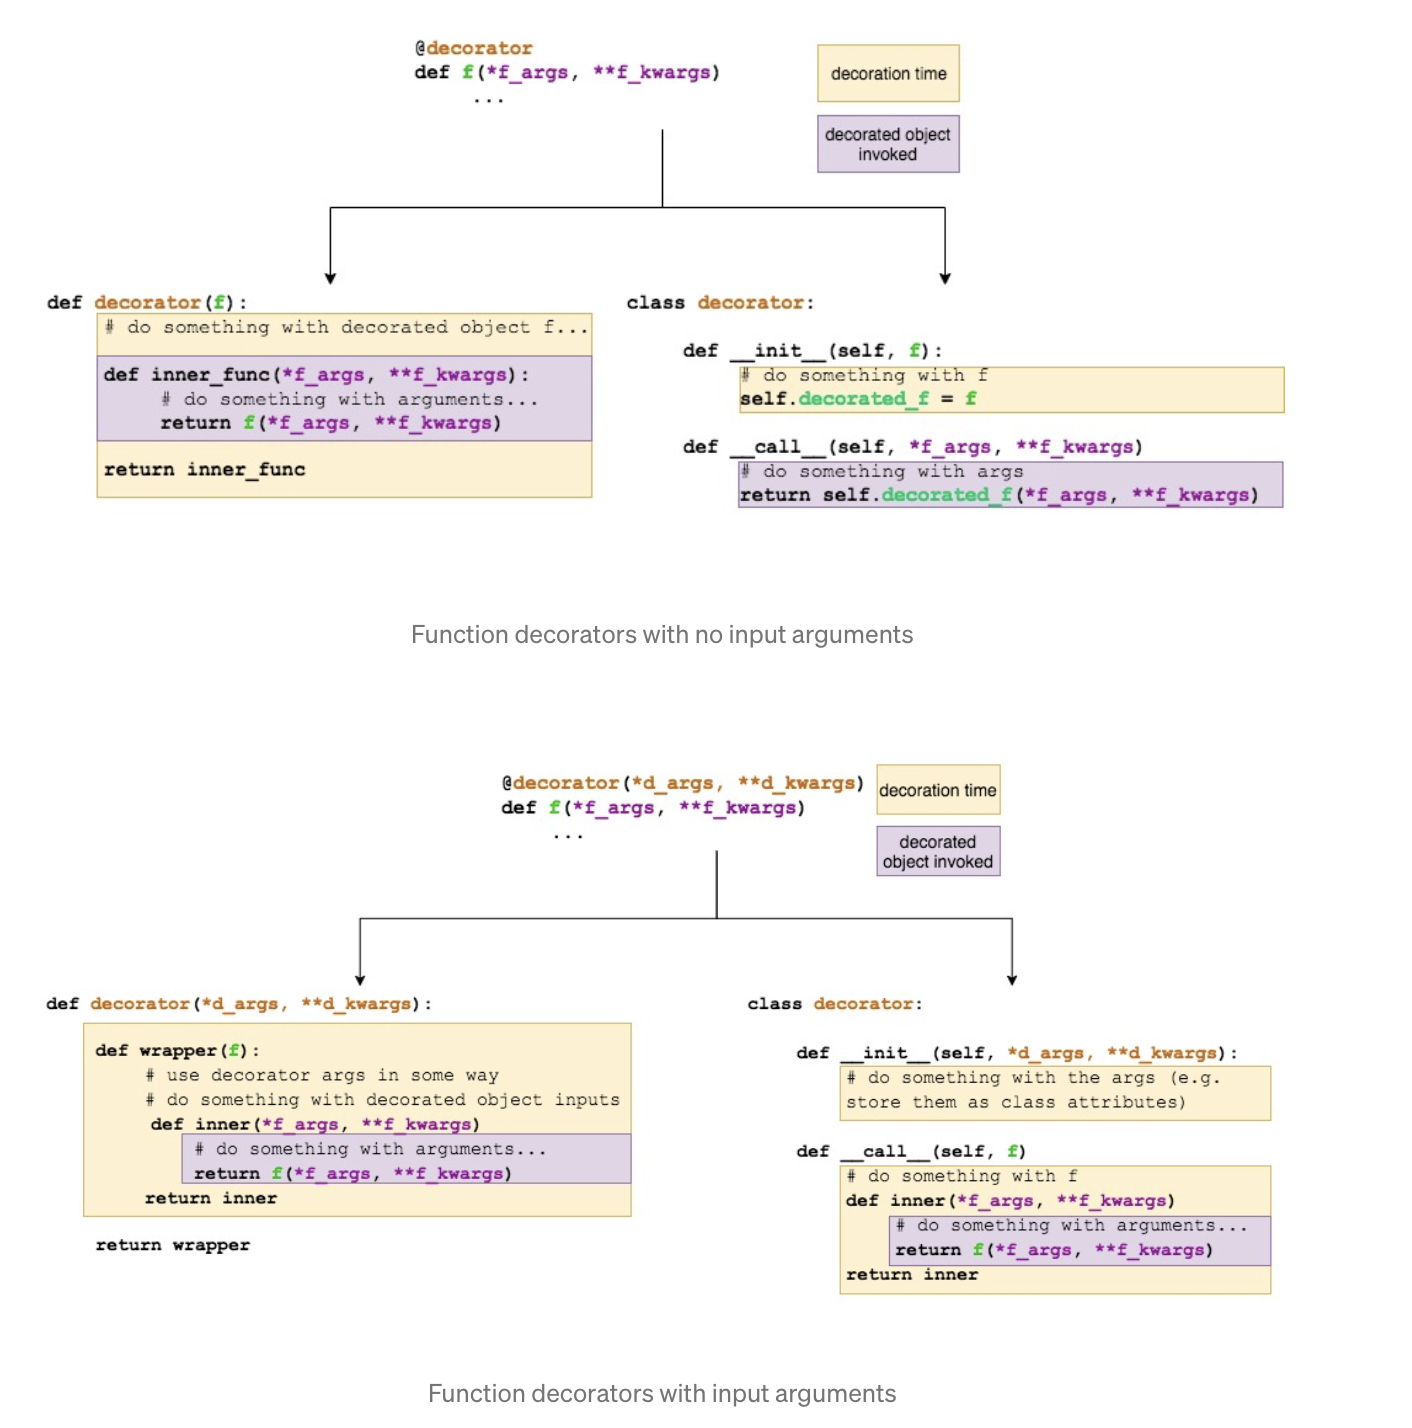 @decorator
def f(*f_args, **f_kwargs)
...
decoration time
decorated object
invoked
def decorator(f):
# do something with decorated object f...
def inner_func(*f_args, **f_kwargs):
# do something with arguments...
return f(*f_args, **f_kwargs)
return inner_func
class decorator:
def __init__(self, f):
# do something with f
self.decorated_f = f
def __call__(self, *f_args, **f_kwargs)
# do something with args
return self.decorated_f(*f_args, **f_kwargs)
Function decorators with no input arguments
@decorator(*d_args, **d_kwargs)
def f(*f_args, **f_kwargs)
...
decoration time
decorated
object invoked
def decorator(*d_args, **d_kwargs):
def wrapper(f):
# use decorator args in some way
# do something with decorated object inputs
def inner(*f_args, **f_kwargs)
# do something with arguments...
return f(*f_args, **f_kwargs)
return inner
return wrapper
class decorator:
def __init__(self, *d_args, **d_kwargs):
# do something with the args (e.g.
store them as class attributes)
def __call__(self, f)
# do something with f
def inner(*f_args, **f_kwargs)
# do something with arguments...
return f(*f_args, **f_kwargs)
return inner
Function decorators with input arguments